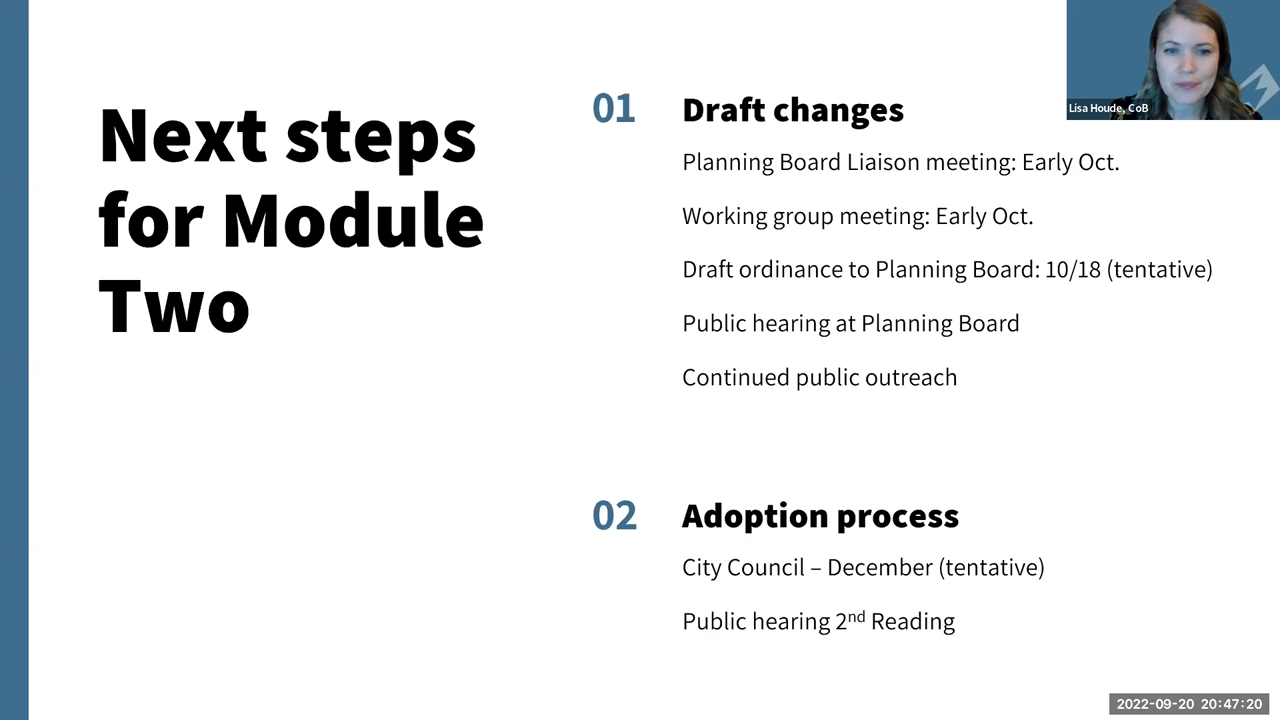 Next steps
for Module
Two
01
Draft changes
Planning Board Liaison meeting: Early Oct.
Working group meeting: Early Oct.
Draft ordinance to Planning Board: 10/18 (tentative)
Public hearing at Planning Board
Continued public outreach
02
Adoption process
City Council – December (tentative)
Public hearing 2nd Reading
Lisa Houde, CoB
2022-09-20 20:47:20